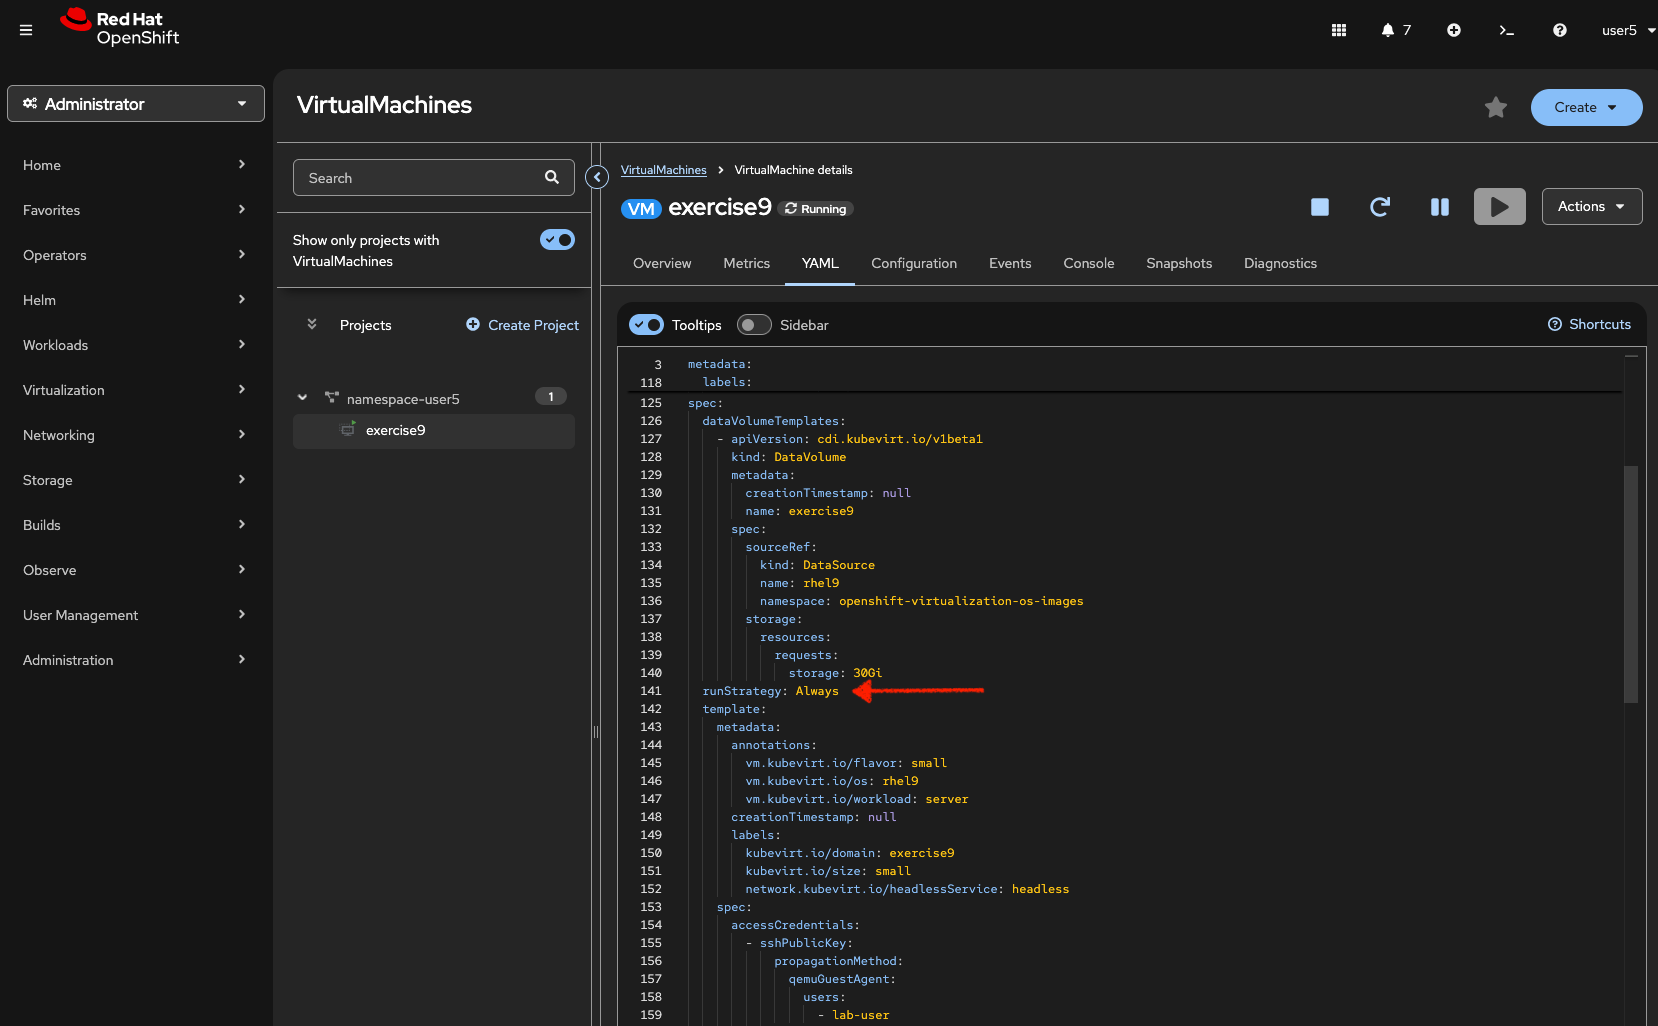 Red Hat
OpenShift
7
user5
Administrator
Home
Favorites
Operators
Helm
Workloads
Virtualization
Networking
Storage
Builds
Observe
User Management
Administration
VirtualMachines
Create
Search
Show only projects with
VirtualMachines
Projects
Create Project
namespace-user5
1
exercise9
VirtualMachines > VirtualMachine details
VM exercise9 Running
Actions
Overview Metrics YAML Configuration Events Console Snapshots Diagnostics
Tooltips Sidebar Shortcuts
3 metadata:
118 labels:
125 spec:
126 dataVolumeTemplates:
127 - apiVersion: cdi.kubevirt.io/v1beta1
128 kind: DataVolume
129 metadata:
130 creationTimestamp: null
131 name: exercise9
132 spec:
133 sourceRef:
134 kind: DataSource
135 name: rhel9
136 namespace: openshift-virtualization-os-images
137 storage:
138 resources:
139 requests:
140 storage: 30Gi
141 runStrategy: Always
142 template:
143 metadata:
144 annotations:
145 vm.kubevirt.io/flavor: small
146 vm.kubevirt.io/os: rhel9
147 vm.kubevirt.io/workload: server
148 creationTimestamp: null
149 labels:
150 kubevirt.io/domain: exercise9
151 kubevirt.io/size: small
152 network.kubevirt.io/headlessService: headless
153 spec:
154 accessCredentials:
155 - sshPublicKey:
156 propagationMethod:
157 qemuGuestAgent:
158 users:
159 - lab-user